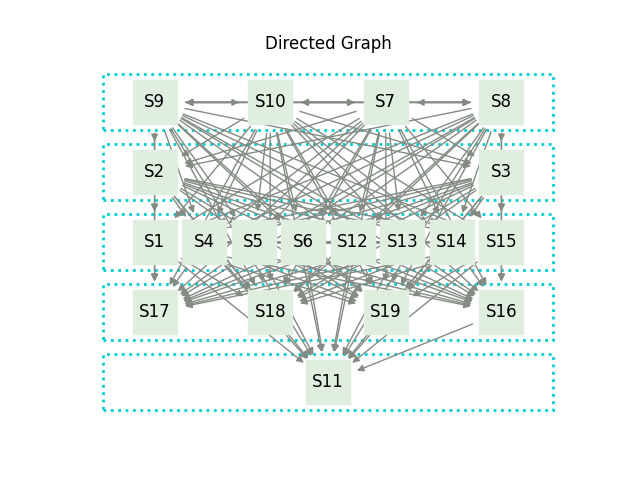 Directed Graph
S9 S10 S7 S8
S2 S3
S1 S4 S5 S6 S12 S13 S14 S15
S17 S18 S19 S16
S11